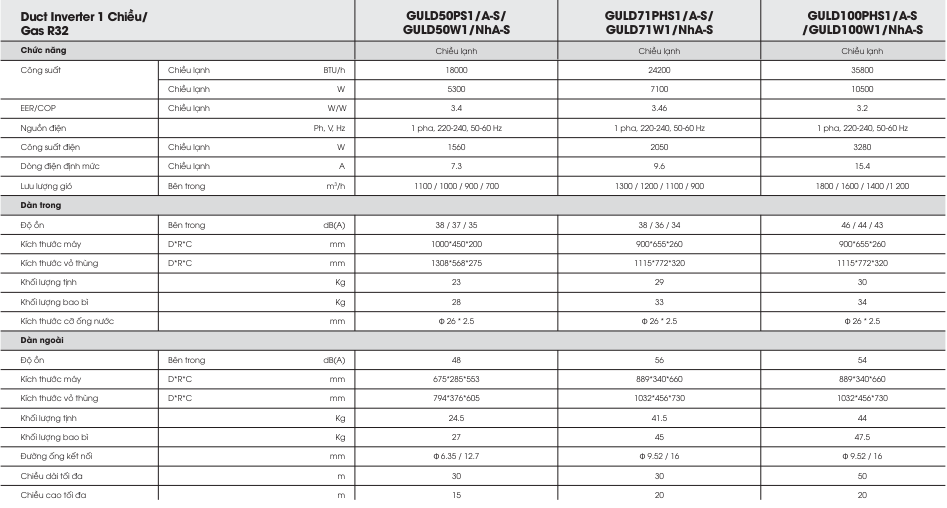 Duct Inverter 1 Chiều/
Gas R32
GULD50PS1/A-S/
GULD50W1/NhA-S
GULD71PHS1/A-S/
GULD71W1/NhA-S
GULD100PHS1/A-S
/GULD100W1/NhA-S
Chức năng Chiều lạnh Chiều lạnh Chiều lạnh
Công suất Chiều lạnh BTU/h 18000 24200 35800
Chiều lạnh W 5300 7100 10500
EER/COP Chiều lạnh W/W 3.4 3.46 3.2
Nguồn điện Ph, V, Hz 1 pha, 220-240, 50-60 Hz 1 pha, 220-240, 50-60 Hz 1 pha, 220-240, 50-60 Hz
Công suất điện Chiều lạnh W 1560 2050 3280
Dòng điện định mức Chiều lạnh A 7.3 9.6 15.4
Lưu lượng gió Bên trong m³/h 1100 / 1000 / 900 / 700 1300 / 1200 / 1100 / 900 1800 / 1600 / 1400 /1 200
Dàn trong
Độ ồn Bên trong dB(A) 38 / 37 / 35 38 / 36 / 34 46 / 44 / 43
Kích thước máy D*R*C mm 1000*450*200 900*655*260 900*655*260
Kích thước vỏ thùng D*R*C mm 1308*568*275 1115*772*320 1115*772*320
Khối lượng tịnh Kg 23 29 30
Khối lượng bao bì Kg 28 33 34
Kích thước cỡ ống nước mm Φ 26 * 2.5 Φ 26 * 2.5 Φ 26 * 2.5
Dàn ngoài
Độ ồn Bên trong dB(A) 48 56 54
Kích thước máy D*R*C mm 675*285*553 889*340*660 889*340*660
Kích thước vỏ thùng D*R*C mm 794*376*605 1032*456*730 1032*456*730
Khối lượng tịnh Kg 24.5 41.5 44
Khối lượng bao bì Kg 27 45 47.5
Đường ống kết nối mm Φ 6.35 / 12.7 Φ 9.52 / 16 Φ 9.52 / 16
Chiều dài tối đa m 30 30 50
Chiều cao tối đa m 15 20 20